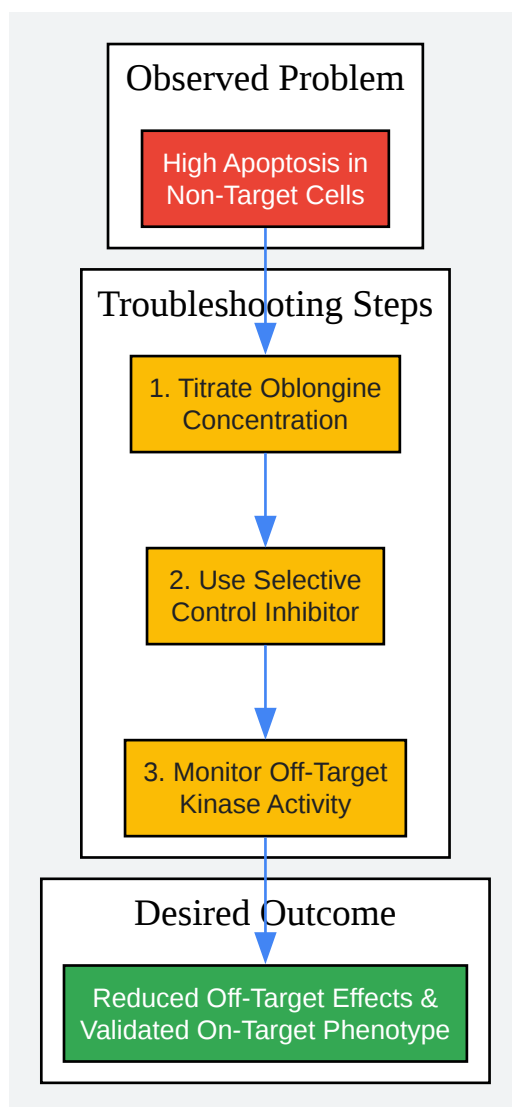 Observed Problem
High Apoptosis in
Non-Target Cells
Troubleshooting Steps
1. Titrate Oblongine
Concentration
2. Use Selective
Control Inhibitor
3. Monitor Off-Target
Kinase Activity
Desired Outcome
Reduced Off-Target Effects &
Validated On-Target Phenotype